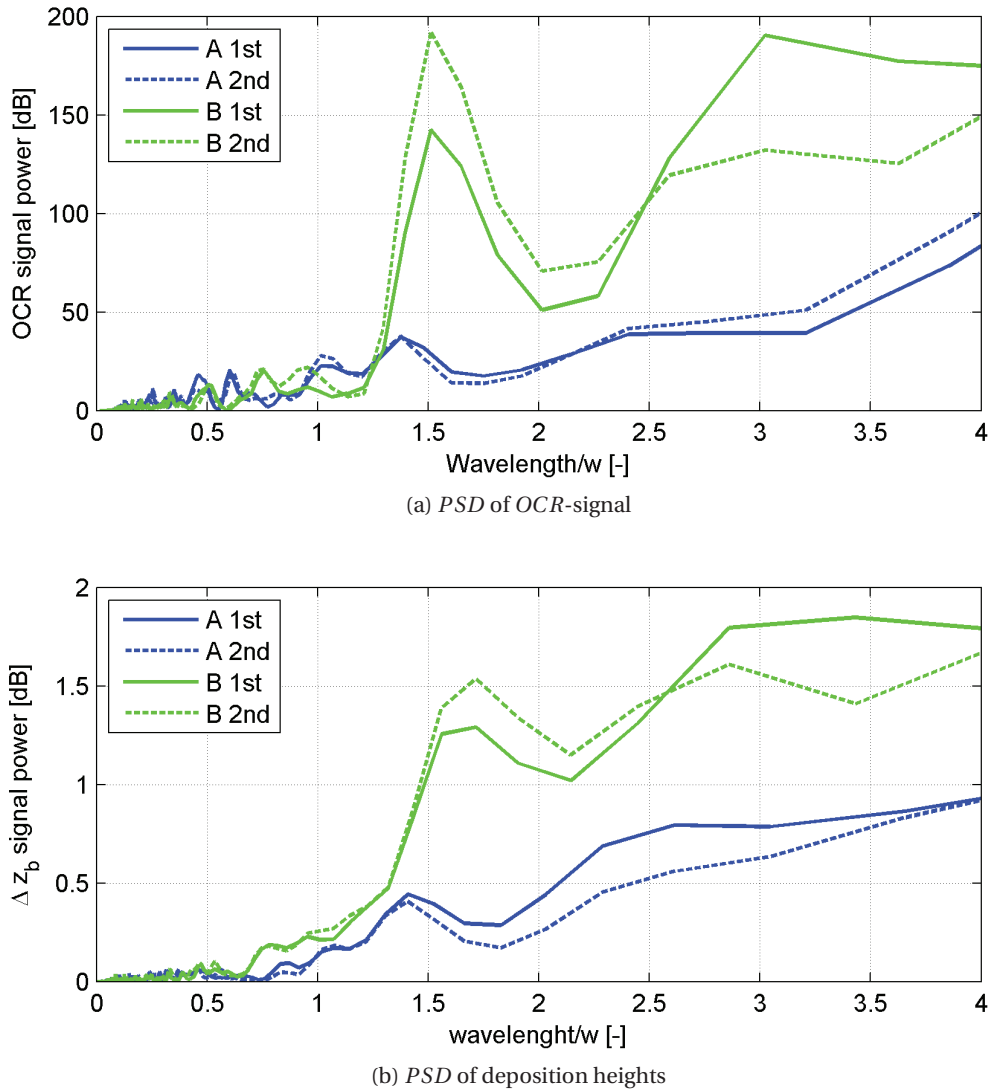 200
150
100
50
0
OCR signal power [dB]
A 1st
A 2nd
B 1st
B 2nd
0 0.5 1 1.5 2 2.5 3 3.5 4
Wavelength/w [-]
(a) PSD of OCR-signal
2
1.5
1
0.5
0
Δ z_b signal power [dB]
A 1st
A 2nd
B 1st
B 2nd
0 0.5 1 1.5 2 2.5 3 3.5 4
wavelenght/w [-]
(b) PSD of deposition heights